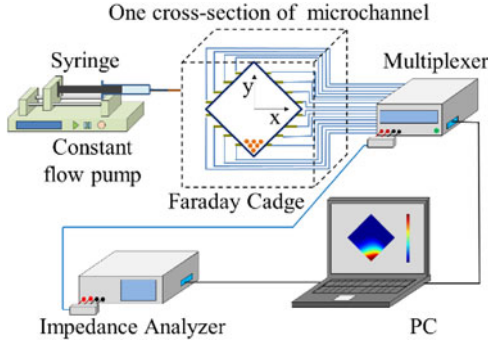 One cross-section of microchannel
Syringe
Multiplexer
y
x
Constant
flow pump
Faraday Cadge
Impedance Analyzer
PC